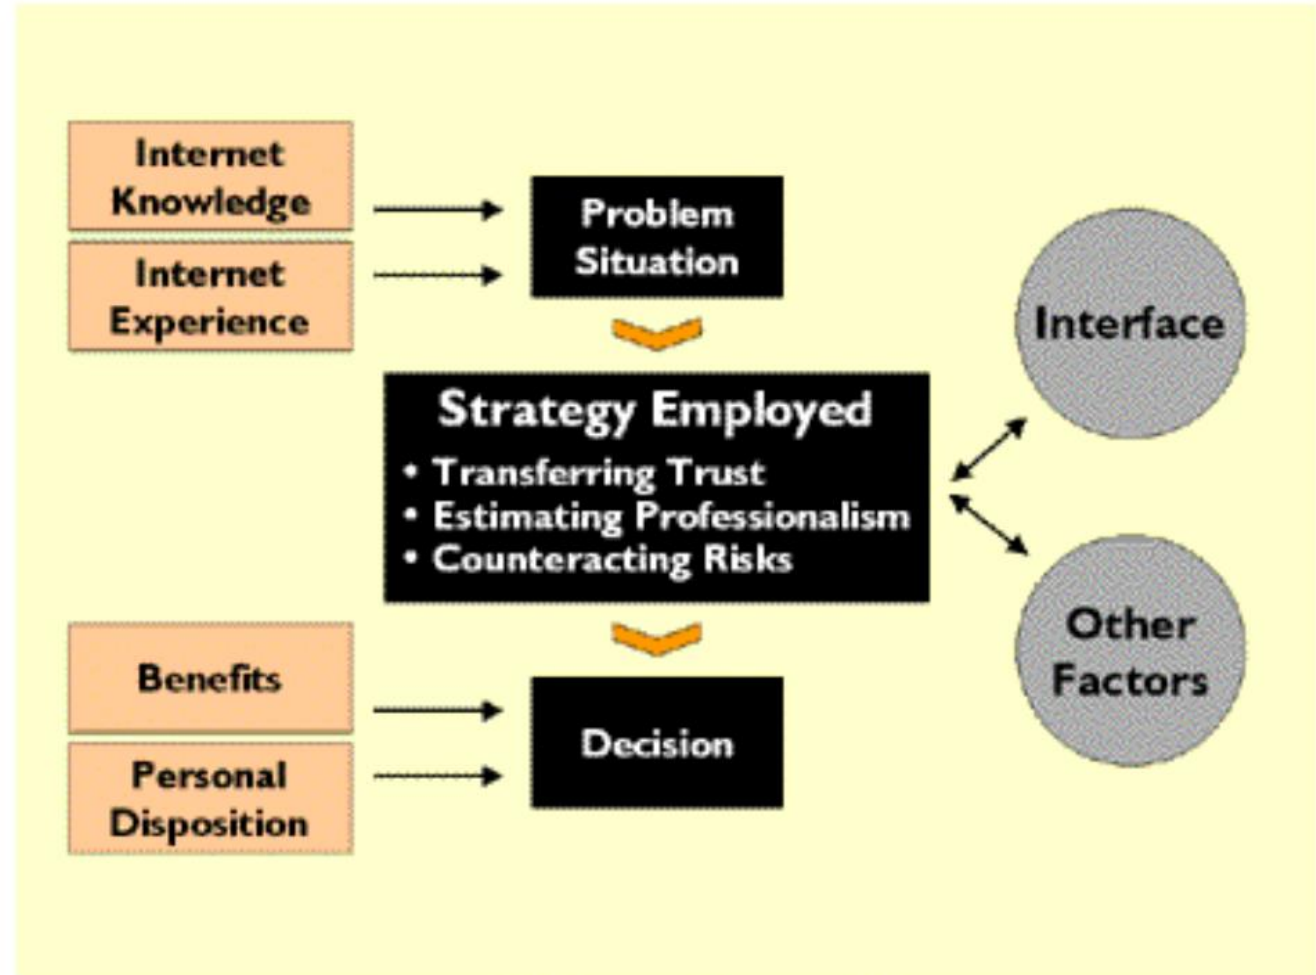 Internet
Knowledge
Internet
Experience
Problem
Situation
Strategy Employed
• Transferring Trust
• Estimating Professionalism
• Counteracting Risks
Interface
Other
Factors
Benefits
Personal
Disposition
Decision